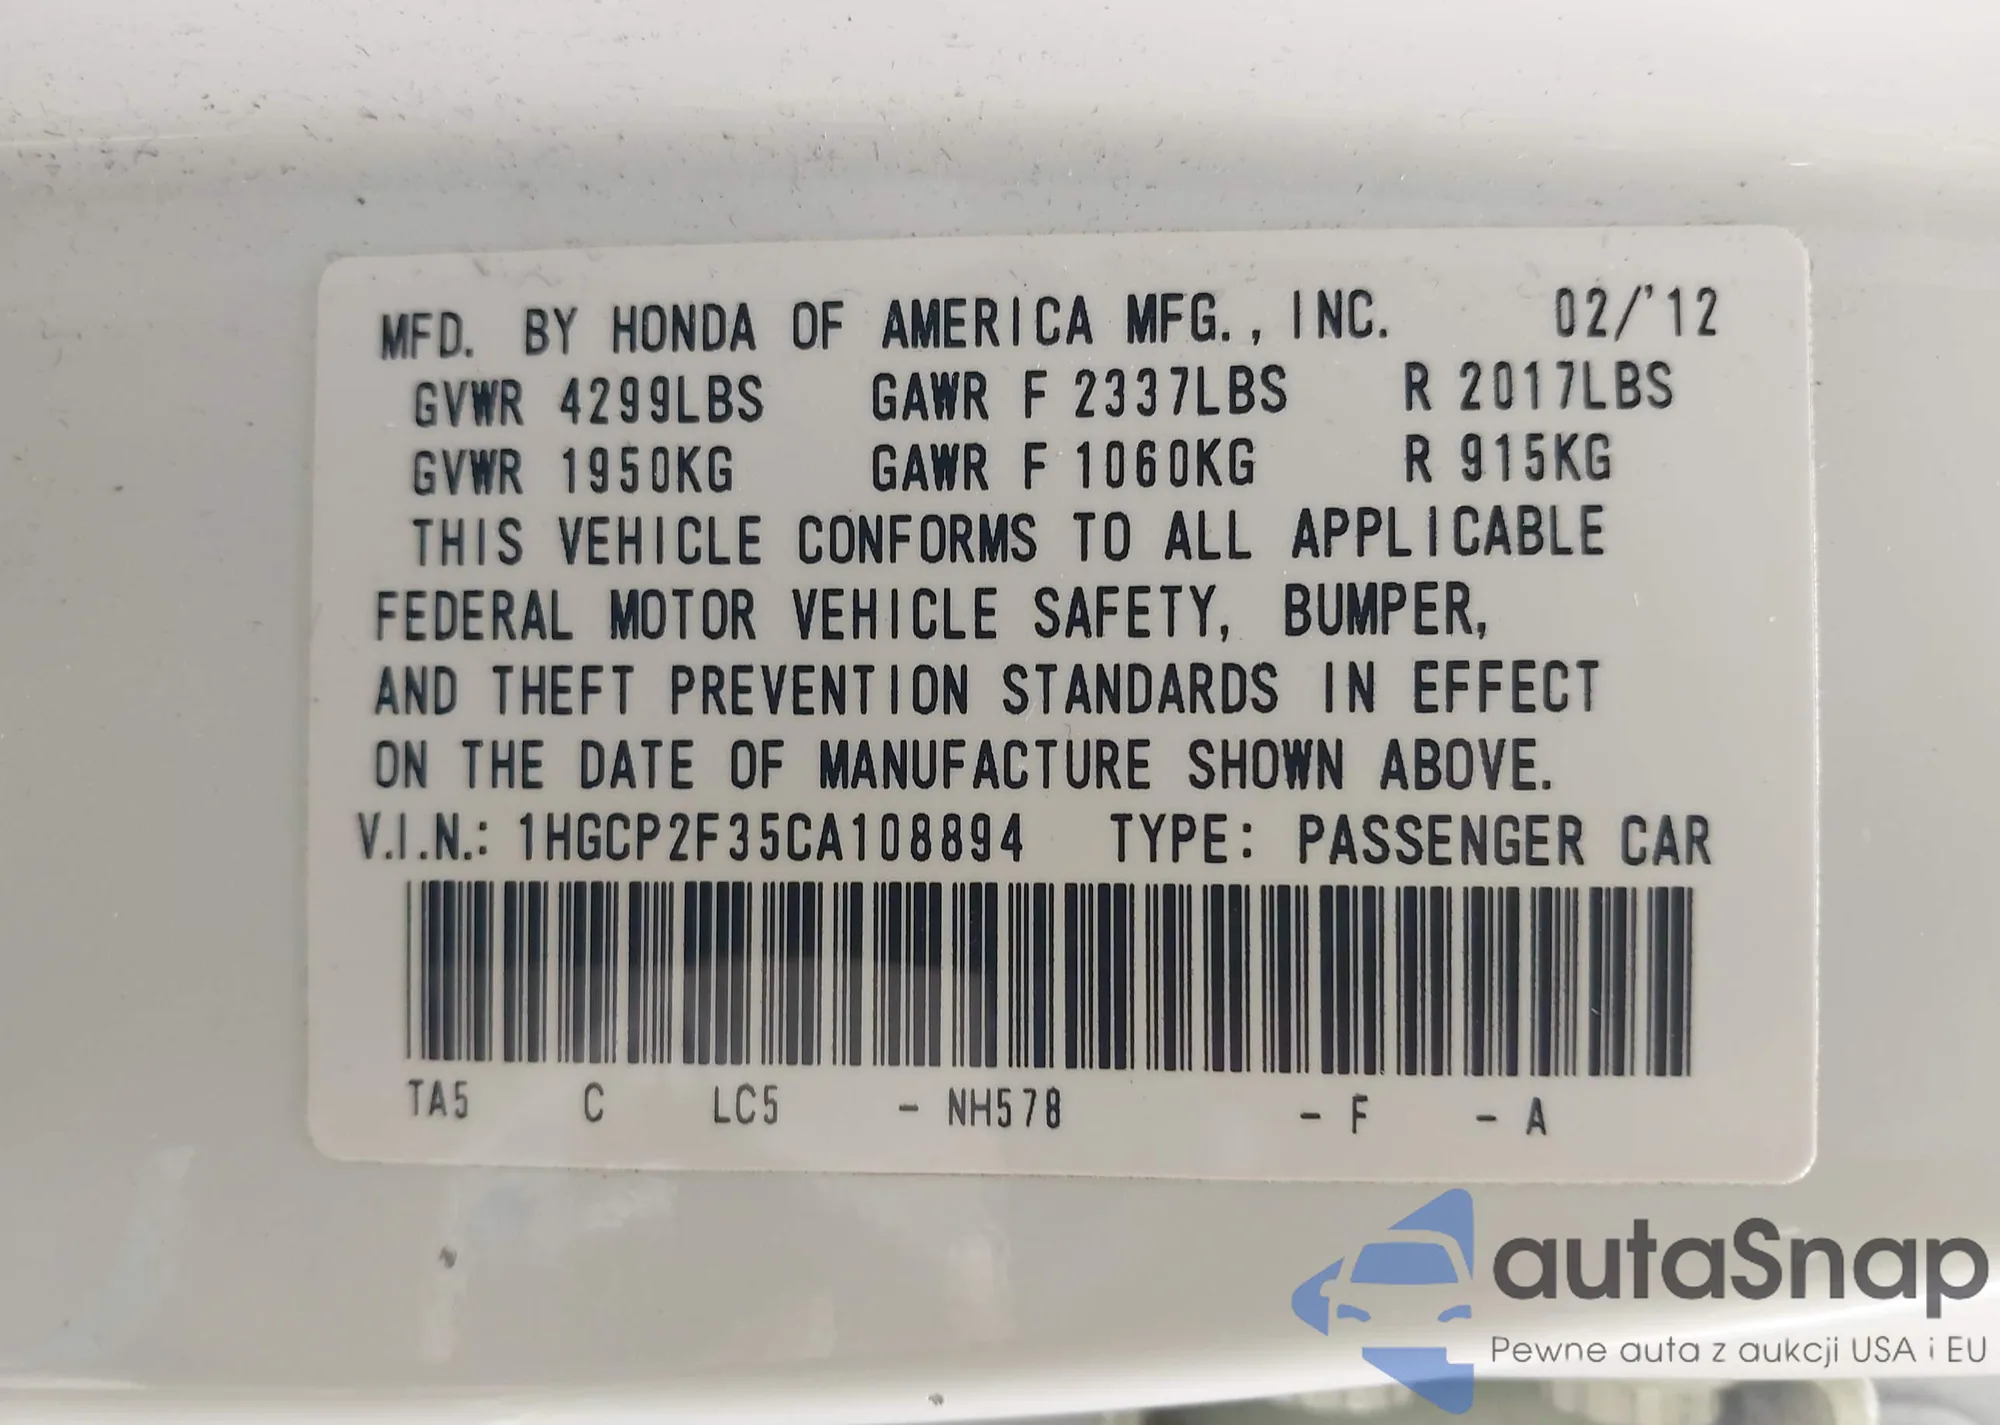 MFD. BY HONDA OF AMERICA MFG., INC. 02/'12
GVWR 4299LBS GAWR F 2337LBS R 2017LBS
GVWR 1950KG GAWR F 1060KG R 915KG
THIS VEHICLE CONFORMS TO ALL APPLICABLE
FEDERAL MOTOR VEHICLE SAFETY, BUMPER,
AND THEFT PREVENTION STANDARDS IN EFFECT
ON THE DATE OF MANUFACTURE SHOWN ABOVE.
V.I.N.: 1HGCP2F35CA108894 TYPE: PASSENGER CAR
TA5 C LC5 - NH578 - F - A
autaSnap
Pewne auta z aukcji USA i EU